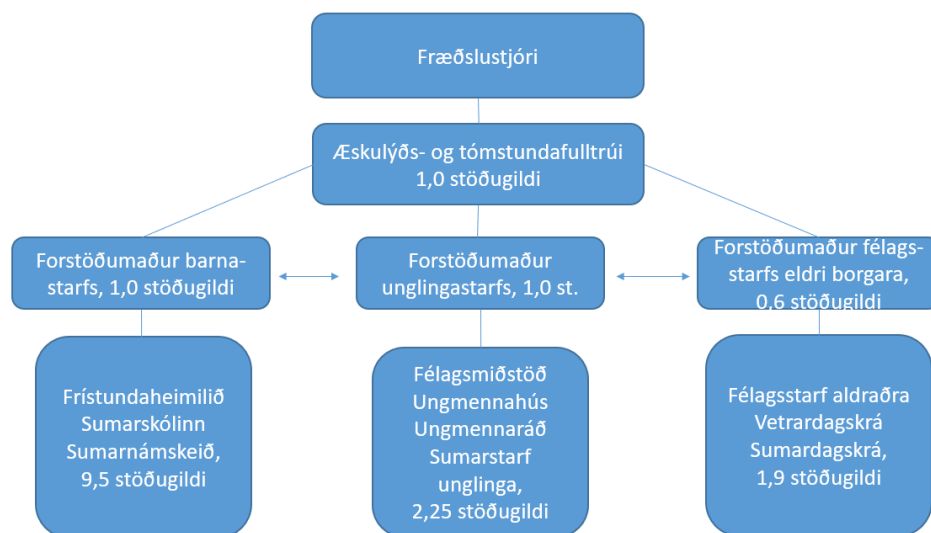 Fræðslustjóri
Æskulýðs- og tómstundafulltrúi
1,0 stöðugildi
Forstöðumaður barna-
starfs, 1,0 stöðugildi
Forstöðumaður
unglingastarfs, 1,0 st.
Forstöðumaður félags-
starfs eldri borgara,
0,6 stöðugildi
Frístundaheimilið
Sumarskólinn
Sumarnámskeið,
9,5 stöðugildi
Félagsmiðstöð
Ungmennahús
Ungmennaráð
Sumarstarf
unglinga,
2,25 stöðugildi
Félagsstarf aldraðra
Vetrardagskrá
Sumardagskrá,
1,9 stöðugildi